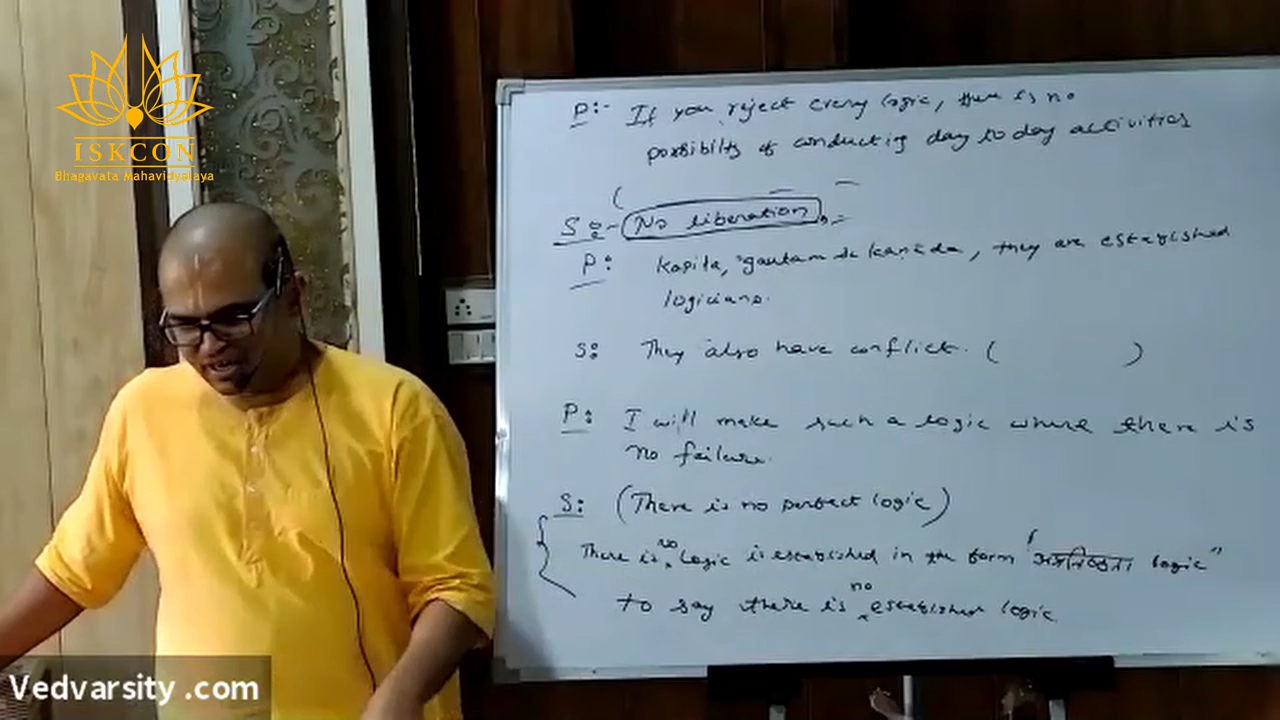 ISKCON
Bhagavata Mahavidyalaya
P:- If you reject every logic, there is no
possibilty of conducting day to day activities
S:- No liberation
P: Kapila, gautam & kanāda, they are established
logicians.
S: They also have conflict. ( )
P: I will make such a logic where there is
no failure.
S: (There is no perfect logic)
There is no logic is established in the form " logic"
to say there is no established logic
Vedvarsity .com